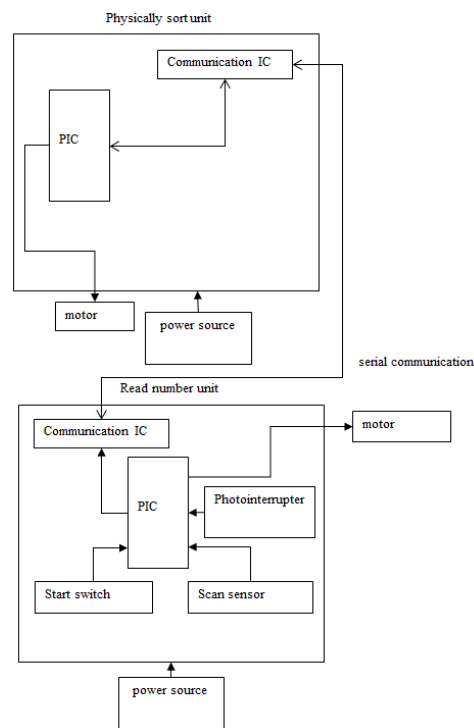 Physically sort unit
Communication IC
PIC
motor
power source
serial communication
Read number unit
Communication IC
motor
PIC
Photointerrupter
Start switch
Scan sensor
power source